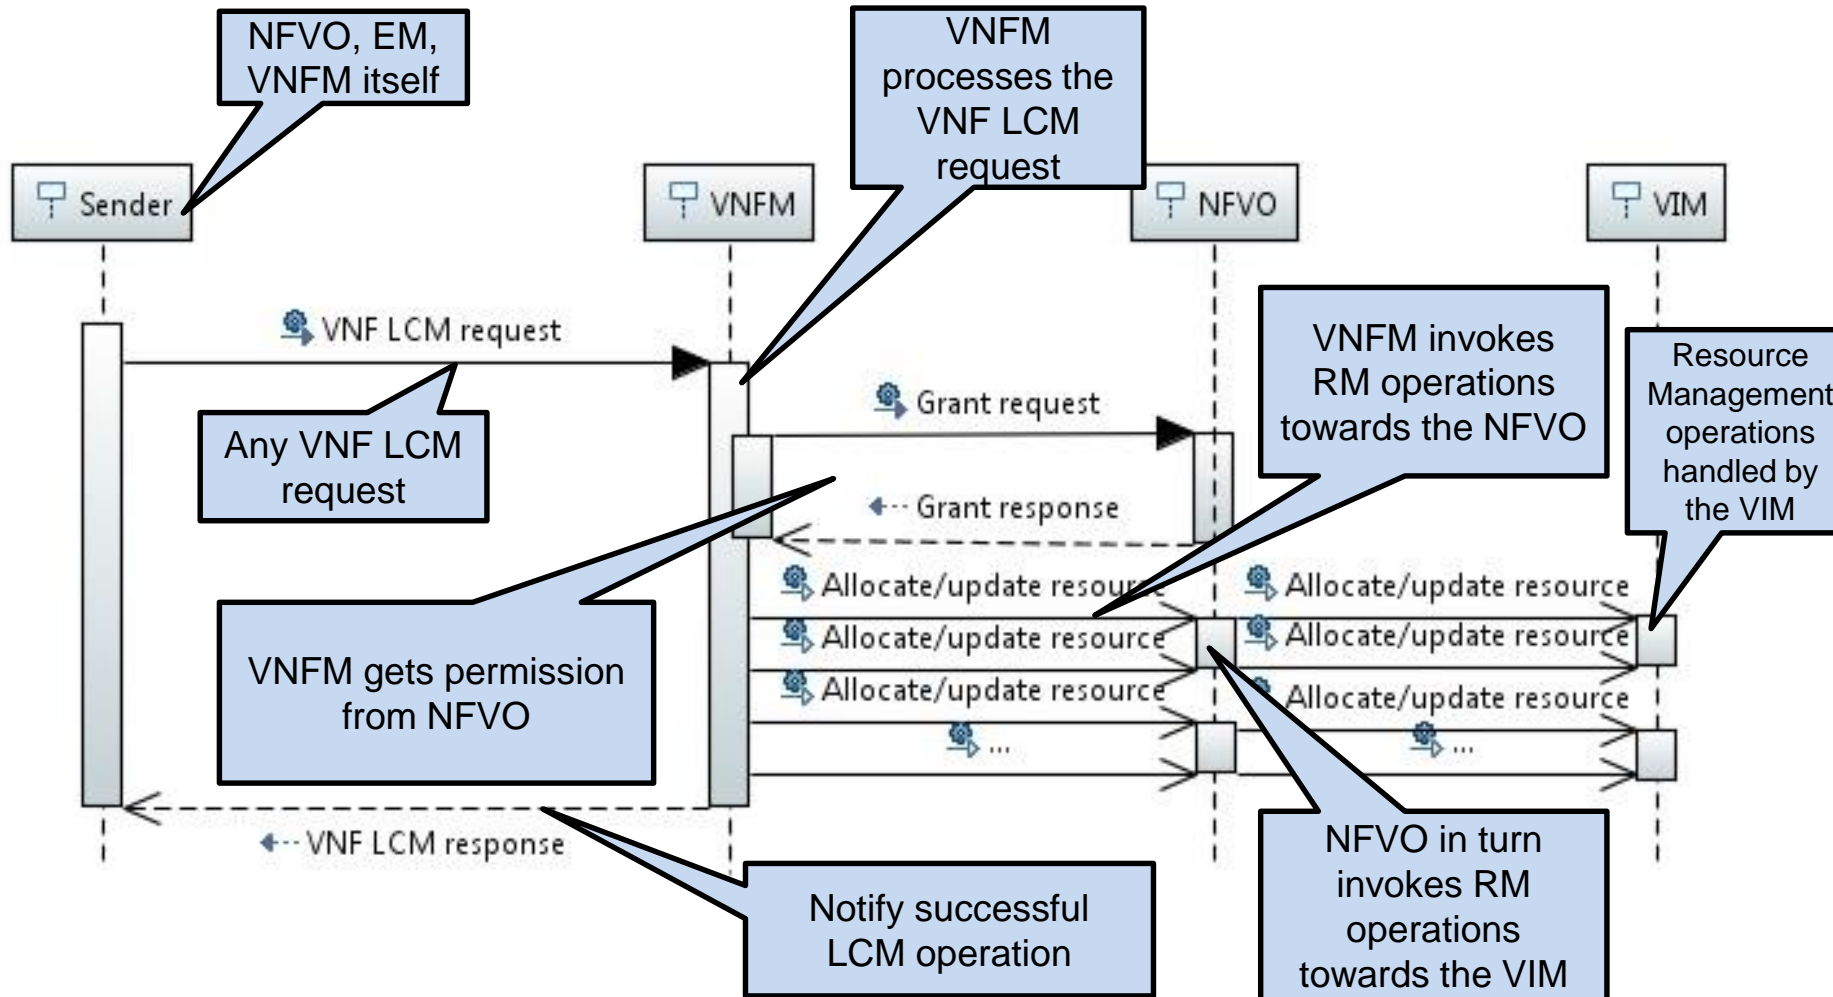 NFVO, EM,
VNFM itself
VNFM
processes the
VNF LCM
request
Sender
VNFM
NFVO
VIM
VNF LCM request
Any VNF LCM
request
Grant request
Grant response
VNFM invokes
RM operations
towards the NFVO
Resource
Management
operations
handled by
the VIM
VNFM gets permission
from NFVO
Allocate/update resource
Allocate/update resource
Allocate/update resource
Allocate/update resource
Allocate/update resource
Allocate/update resource
...
...
VNF LCM response
Notify successful
LCM operation
NFVO in turn
invokes RM
operations
towards the VIM